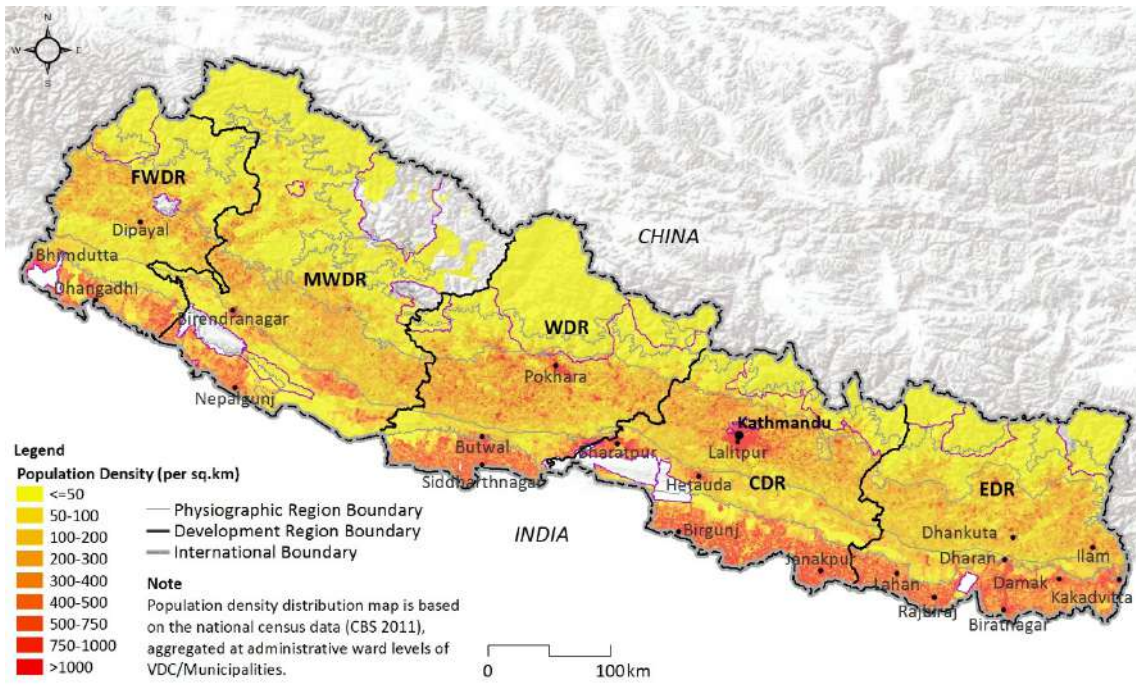 N
W
E
S
CHINA
FWDR
Dipayal
Bhimdutta
Dhangadhi
MWDR
Birendranagar
Nepalgunj
WDR
Pokhara
Butwal
Siddharthnagar
Bharatpur
Kathmandu
Lalitpur
Hetauda
CDR
EDR
Birgunj
Janakpur
Dhankuta
Dharan
Ilam
Lahan
Damak
Kakadvitta
Rajbiraj
Biratnagar
INDIA
Legend
Population Density (per sq.km)
<=50
50-100
100-200
200-300
300-400
400-500
500-750
750-1000
>1000
Physiographic Region Boundary
Development Region Boundary
International Boundary
Note
Population density distribution map is based
on the national census data (CBS 2011),
aggregated at administrative ward levels of
VDC/Municipalities.
0 100 km